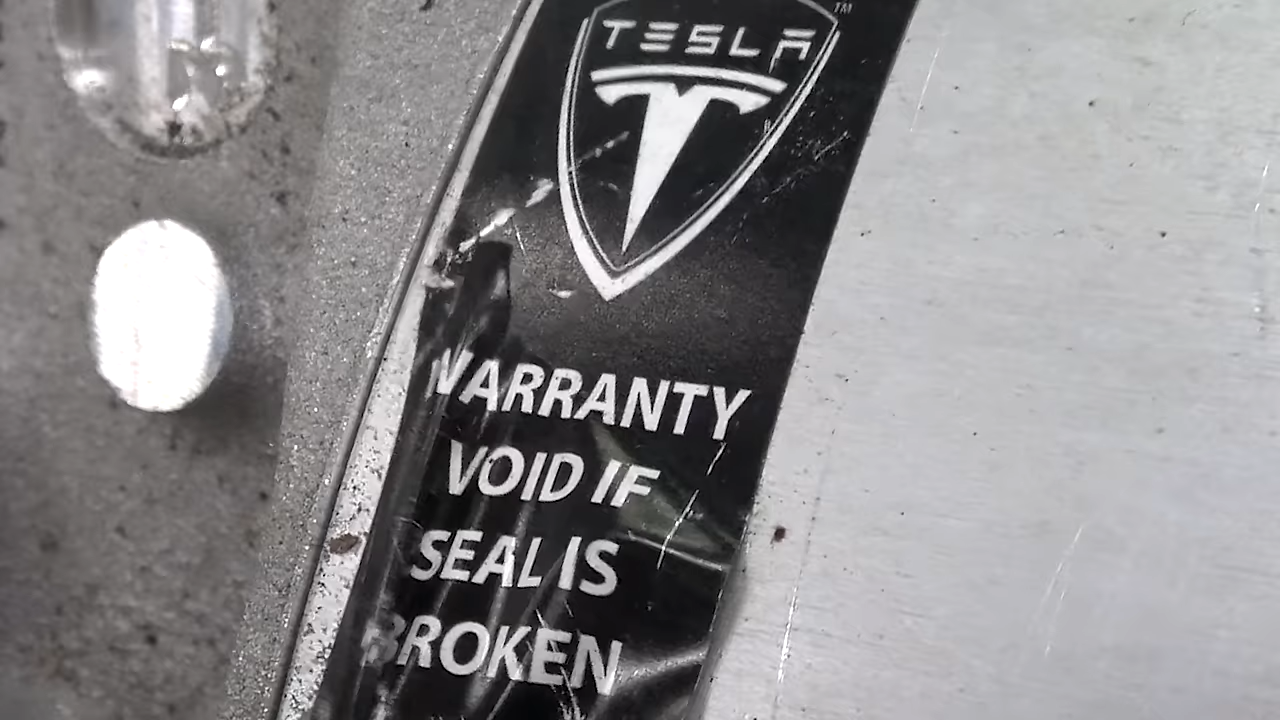 TESLA
WARRANTY
VOID IF
SEAL IS
BROKEN